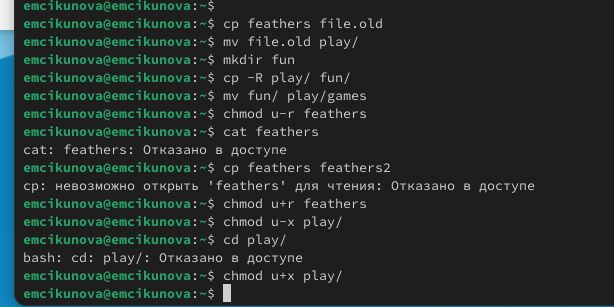 emcikunova@emcikunova:~$
emcikunova@emcikunova:~$ cp feathers file.old
emcikunova@emcikunova:~$ mv file.old play/
emcikunova@emcikunova:~$ mkdir fun
emcikunova@emcikunova:~$ cp -R play/ fun/
emcikunova@emcikunova:~$ mv fun/ play/games
emcikunova@emcikunova:~$ chmod u-r feathers
emcikunova@emcikunova:~$ cat feathers
cat: feathers: Отказано в доступе
emcikunova@emcikunova:~$ cp feathers feathers2
cp: невозможно открыть 'feathers' для чтения: Отказано в доступе
emcikunova@emcikunova:~$ chmod u+r feathers
emcikunova@emcikunova:~$ chmod u-x play/
emcikunova@emcikunova:~$ cd play/
bash: cd: play/: Отказано в доступе
emcikunova@emcikunova:~$ chmod u+x play/
emcikunova@emcikunova:~$